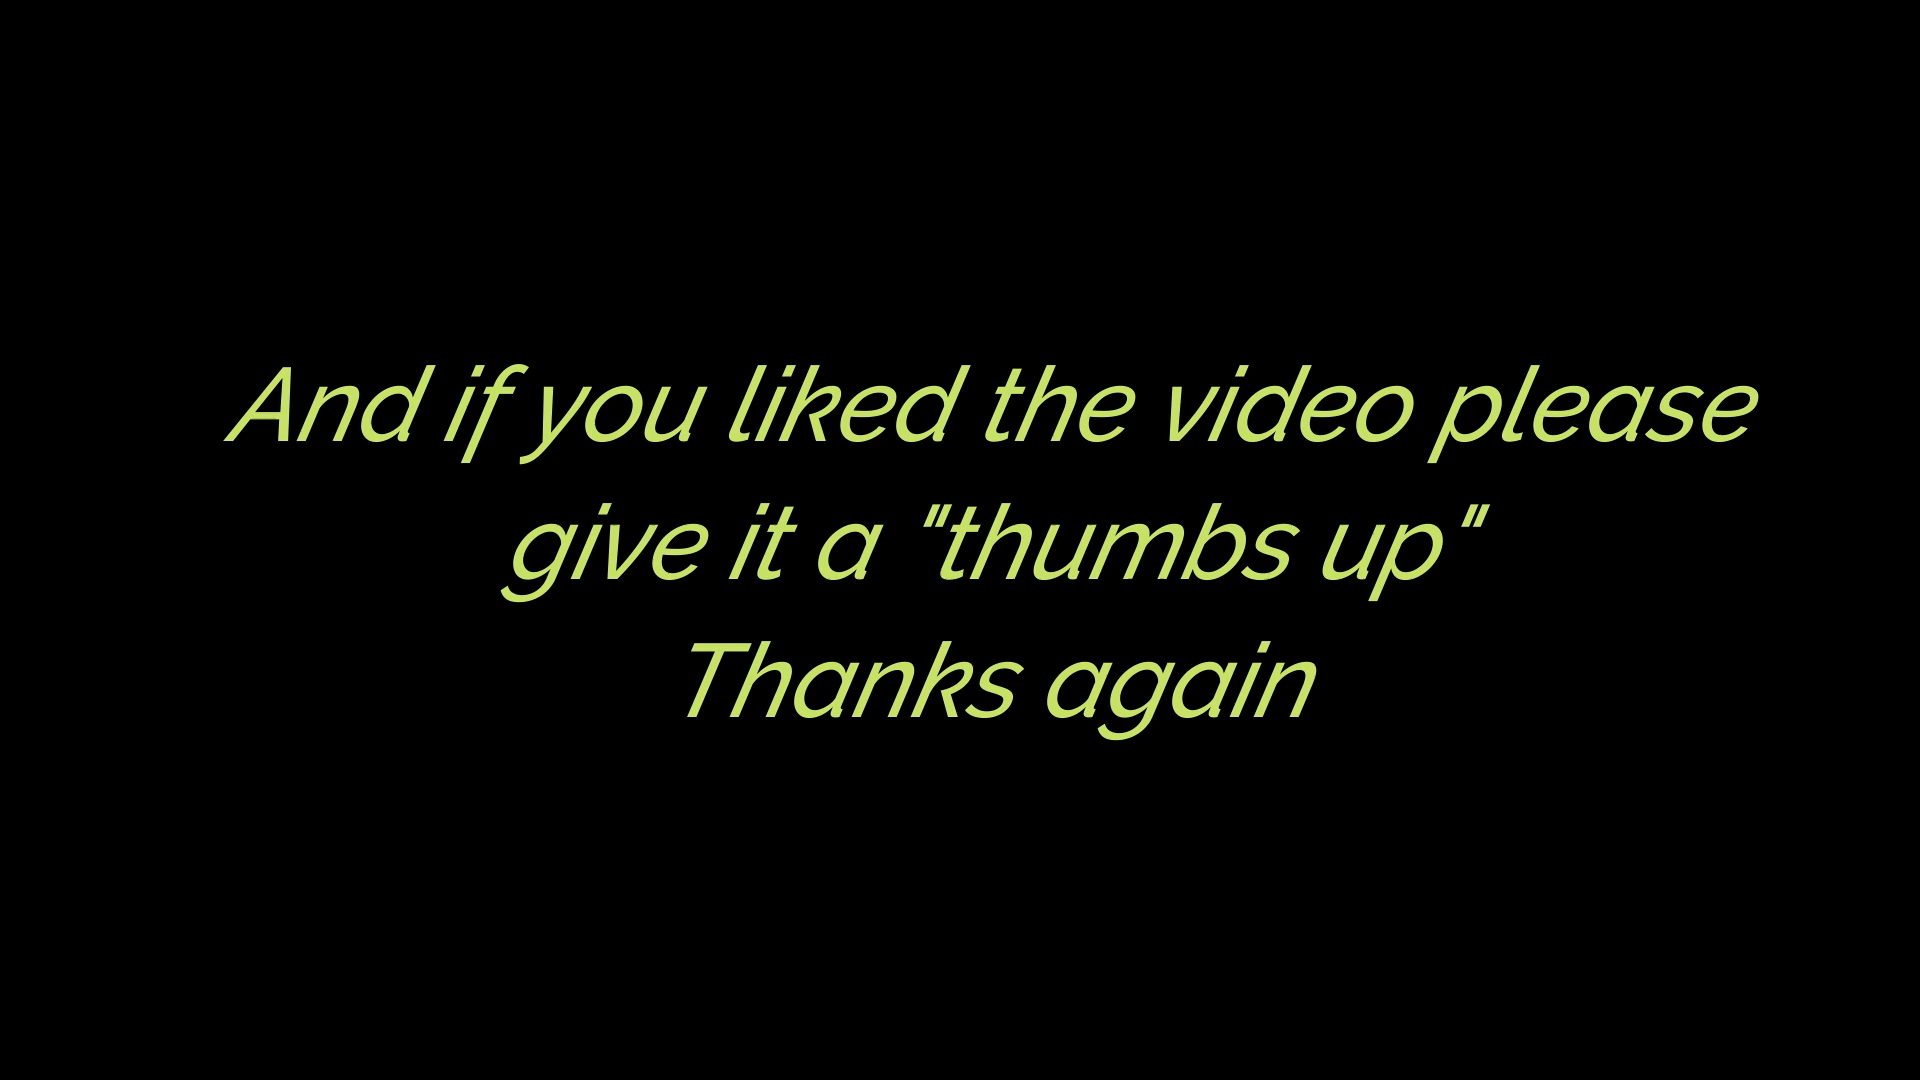 And if you liked the video please
give it a "thumbs up"
Thanks again